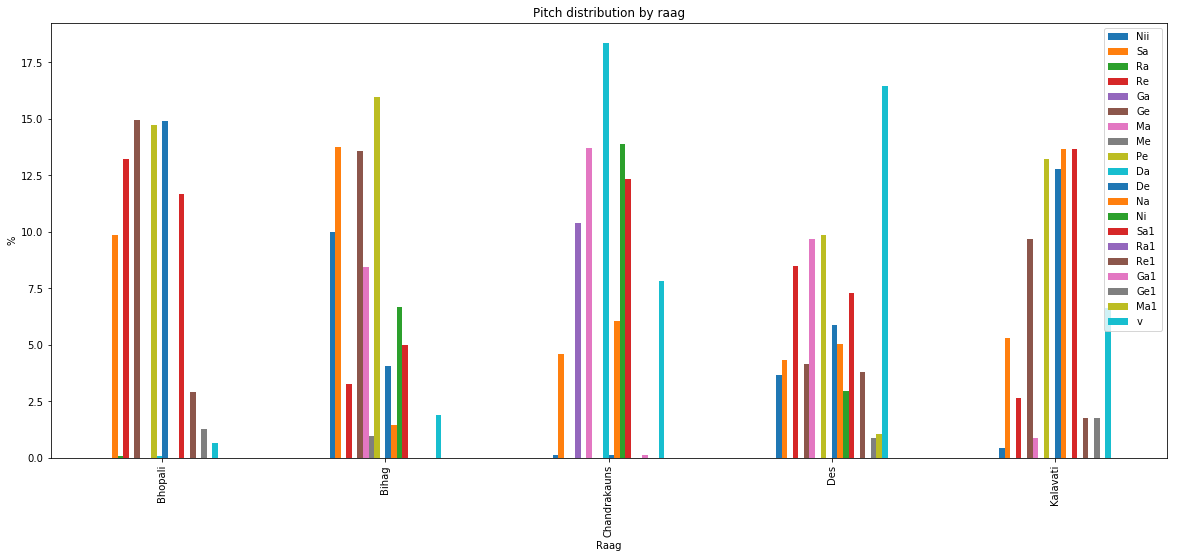 Pitch distribution by raag
%
17.5
15.0
12.5
10.0
7.5
5.0
2.5
0.0
Nii
Sa
Ra
Re
Ga
Ge
Ma
Me
Pe
Da
De
Na
Ni
Sa1
Ra1
Re1
Ga1
Ge1
Ma1
v
Bhopali
Bihag
Chandrakauns
Des
Kalavati
Raag